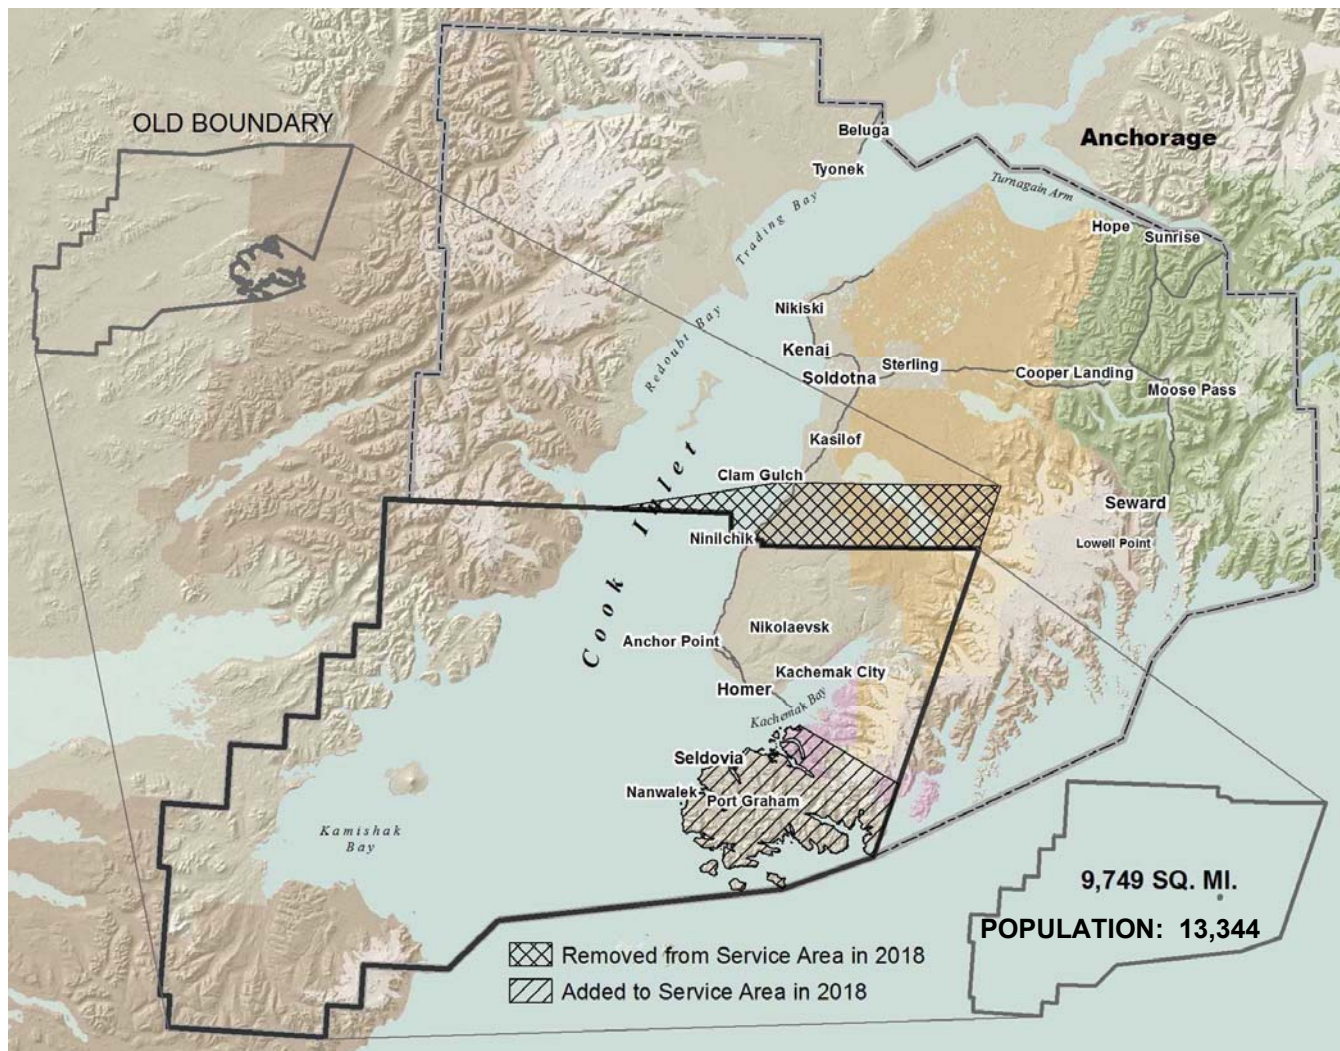 OLD BOUNDARY
Beluga
Anchorage
Tyonek
Turnagain Arm
Trading Bay
Hope
Sunrise
Nikiski
Redoubt Bay
Kenai
Sterling
Soldotna
Cooper Landing
Moose Pass
Kasilof
Cook Inlet
Clam Gulch
Seward
Ninilchik
Lowell Point
Nikolaevsk
Anchor Point
Kachemak City
Homer
Kachemak Bay
Seldovia
Nanwalek
Port Graham
Kamishak
Bay
9,749 SQ. MI.
POPULATION: 13,344
Removed from Service Area in 2018
Added to Service Area in 2018